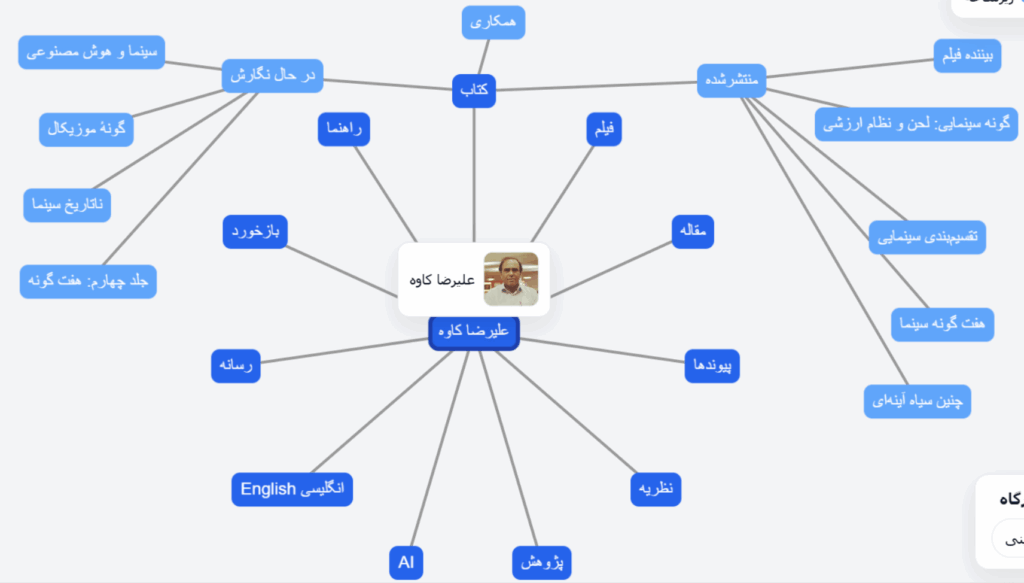 همکاری
سینما و هوش مصنوعی
در حال نگارش
کتاب
منتشرشده
بیننده فیلم
گونهٔ موزیکال
راهنما
فیلم
گونه سینمایی: لحن و نظام ارزشی
ناتاریخ سینما
بازخورد
مقاله
تقسیم‌بندی سینمایی
جلد چهارم: هفت گونه
علیرضا کاوه
علیرضا کاوه
هفت گونه سینما
رسانه
پیوندها
چنین سیاه آینه‌ای
انگلیسی English
نظریه
AI
پژوهش